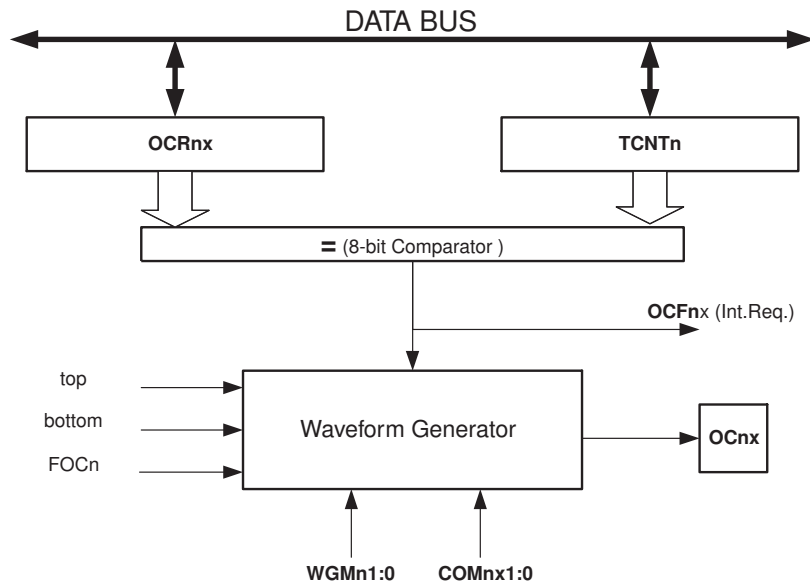 DATA BUS
OCRnx
TCNTn
= (8-bit Comparator )
OCFnx (Int.Req.)
top
bottom
FOCn
Waveform Generator
OCnx
WGMn1:0
COMnx1:0